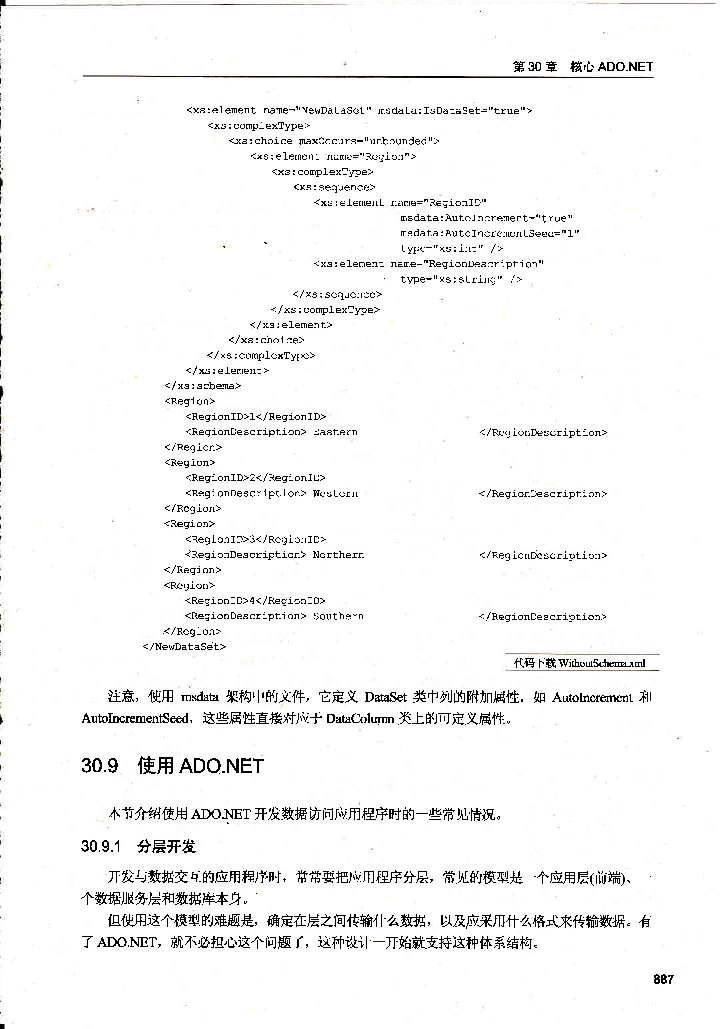 第 30 章 核心 ADO.NET
<xs:element name="NewDataSet" msdata:IsDataSet="true">
<xs:complexType>
<xs:choice maxOccurs="unbounded">
<xs:element name="Region">
<xs:complexType>
<xs:sequence>
<xs:element name="RegionID"
msdata:AutoIncrement="true"
msdata:AutoIncrementSeed="1"
type="xs:int" />
<xs:element name="RegionDescription"
type="xs:string" />
</xs:sequence>
</xs:complexType>
</xs:element>
</xs:choice>
</xs:complexType>
</xs:element>
</xs:schema>
<Region>
<RegionID>1</RegionID>
<RegionDescription> Eastern </RegionDescription>
</Region>
<Region>
<RegionID>2</RegionID>
<RegionDescription> Western </RegionDescription>
</Region>
<Region>
<RegionID>3</RegionID>
<RegionDescription> Northern </RegionDescription>
</Region>
<Region>
<RegionID>4</RegionID>
<RegionDescription> Southern </RegionDescription>
</Region>
</NewDataSet>
代码下载 WithoutSchema.xml
注意，使用 msdata 架构中的文件，它定义 DataSet 类中列的附加属性，如 AutoIncrement 和
AutoIncrementSeed，这些属性直接对应于 DataColumn 类上的可定义属性。
30.9 使用 ADO.NET
本节介绍使用 ADO.NET 开发数据访问应用程序时的一些常见情况。
30.9.1 分层开发
开发与数据交互的应用程序时，常常要把应用程序分层，常见的模型是一个应用层(前端)、一
个数据服务层和数据库本身。
但使用这个模型的难题是，确定在层之间传输什么数据，以及应采用什么格式来传输数据。有
了 ADO.NET，就不必担心这个问题了，这种设计一开始就支持这种体系结构。
887